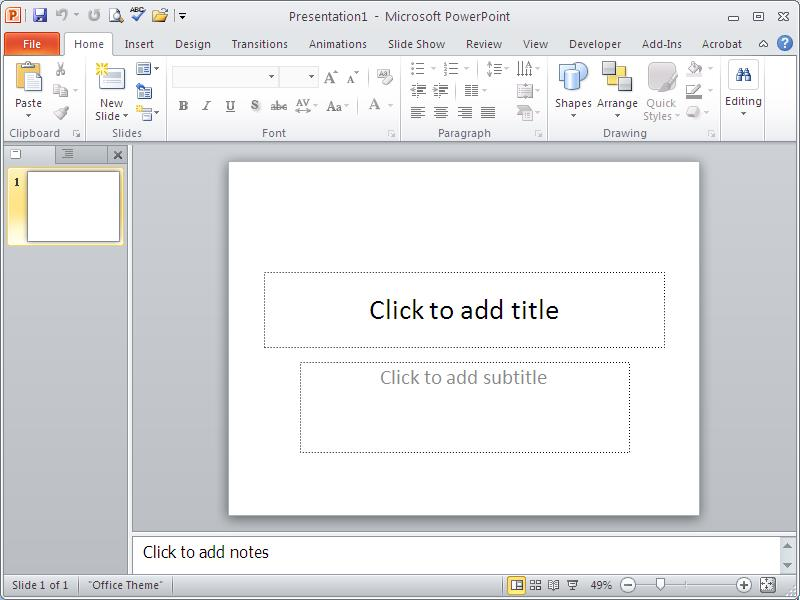 Presentation1 - Microsoft PowerPoint
File Home Insert Design Transitions Animations Slide Show Review View Developer Add-Ins Acrobat
Paste
New
Slide
B I U S abc AV Aa A
Shapes Arrange Quick
Styles
Editing
Clipboard Slides Font Paragraph Drawing
1
Click to add title
Click to add subtitle
Click to add notes
Slide 1 of 1 "Office Theme" 49%